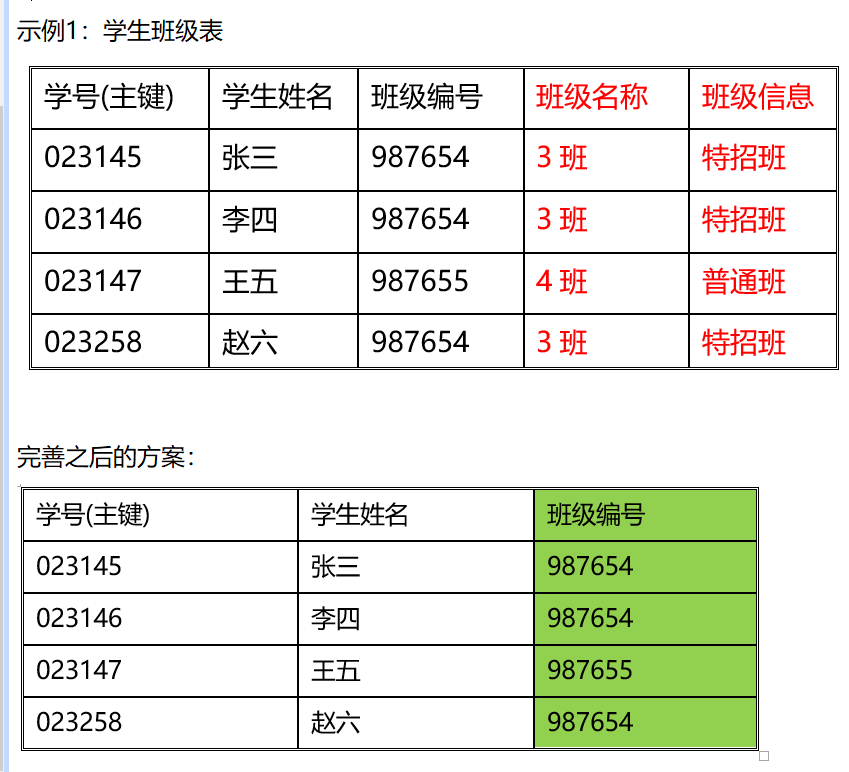 示例1：学生班级表
学号(主键) 学生姓名 班级编号 班级名称 班级信息
023145 张三 987654 3 班 特招班
023146 李四 987654 3 班 特招班
023147 王五 987655 4 班 普通班
023258 赵六 987654 3 班 特招班
完善之后的方案：
学号(主键) 学生姓名 班级编号
023145 张三 987654
023146 李四 987654
023147 王五 987655
023258 赵六 987654